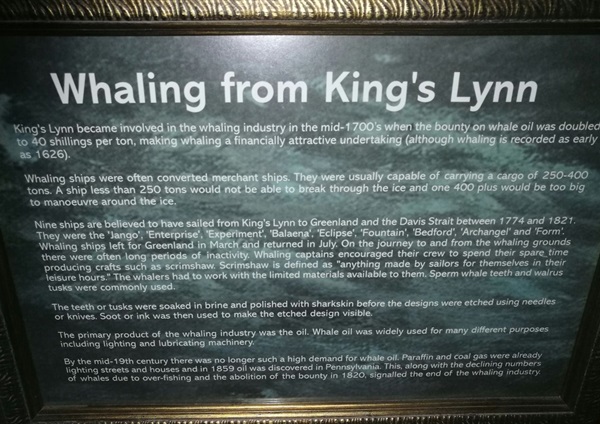 Whaling from King's Lynn
King's Lynn became involved in the whaling industry in the mid-1700's when the bounty on whale oil was doubled
to 40 shillings per ton, making whaling a financially attractive undertaking (although whaling is recorded as early
as 1626).
Whaling ships were often converted merchant ships. They were usually capable of carrying a cargo of 250-400
tons. A ship less than 250 tons would not be able to break through the ice and one 400 plus would be too big
to manoeuvre around the ice.
Nine ships are believed to have sailed from King's Lynn to Greenland and the Davis Strait between 1774 and 1821.
They were the 'Jango', 'Enterprise', 'Experiment', 'Balaena', 'Eclipse', 'Fountain', 'Bedford', 'Archangel' and 'Form'.
Whaling ships left for Greenland in March and returned in July. On the journey to and from the whaling grounds
there were often long periods of inactivity. Whaling captains encouraged their crew to spend their spare time
producing crafts such as scrimshaw. Scrimshaw is defined as "anything made by sailors for themselves in their
leisure hours." The whalers had to work with the limited materials available to them. Sperm whale teeth and walrus
tusks were commonly used.
The teeth or tusks were soaked in brine and polished with sharkskin before the designs were etched using needles
or knives. Soot or ink was then used to make the etched design visible.
The primary product of the whaling industry was the oil. Whale oil was widely used for many different purposes
including lighting and lubricating machinery.
By the mid-19th century there was no longer such a high demand for whale oil. Paraffin and coal gas were already
lighting streets and houses and in 1859 oil was discovered in Pennsylvania. This, along with the declining numbers
of whales due to over-fishing and the abolition of the bounty in 1820, signalled the end of the whaling industry.